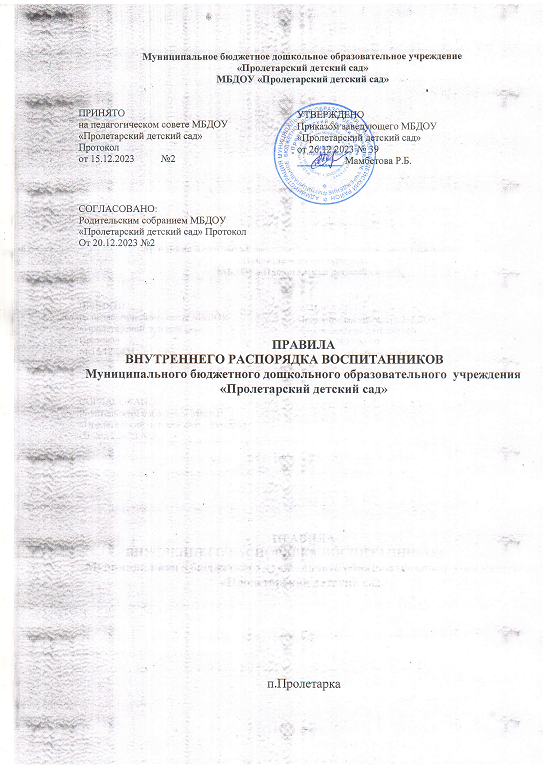 Муниципальное бюджетное дошкольное образовательное учреждение
«Пролетарский детский сад»
МБДОУ «Пролетарский детский сад»
ПРИНЯТО
на педагогическом совете МБДОУ
«Пролетарский детский сад»
Протокол
от 15.12.2023 №2
УТВЕРЖДЕНО
Приказом заведующего МБДОУ
«Пролетарский детский сад»
от 26.12.2023 № 39
Мамбетова Р.Б.
СОГЛАСОВАНО:
Родительским собранием МБДОУ
«Пролетарский детский сад» Протокол
От 20.12.2023 №2
ПРАВИЛА
ВНУТРЕННЕГО РАСПОРЯДКА ВОСПИТАННИКОВ
Муниципального бюджетного дошкольного образовательного учреждения
«Пролетарский детский сад»
п.Пролетарка